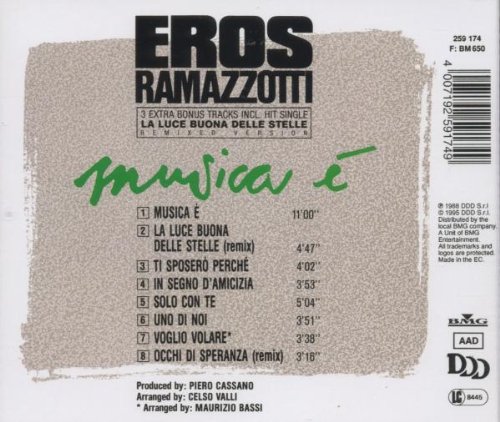 EROS
RAMAZZOTTI
3 EXTRA BONUS TRACKS INCL. HIT SINGLE
LA LUCE BUONA DELLE STELLE
REMIXED VERSION
musica è
1 MUSICA È 11'00''
2 LA LUCE BUONA
DELLE STELLE (remix) 4'47''
3 TI SPOSERÒ PERCHÉ 4'02''
4 IN SEGNO D'AMICIZIA 3'53''
5 SOLO CON TE 5'04''
6 UNO DI NOI 3'51''
7 VOGLIO VOLARE* 3'38''
8 OCCHI DI SPERANZA (remix) 3'16''
Produced by: PIERO CASSANO
Arranged by: CELSO VALLI
* Arranged by: MAURIZIO BASSI
259 174
F: BM 650
4 007192 591749
℗ 1988 DDD S.r.l
© 1995 DDD S.r.l.
Distributed by the
local BMG company.
A Unit of BMG
Entertainment.
All trademarks and
logos are protected.
Made in the EC.
BMG
AAD
DDD
LC 8445